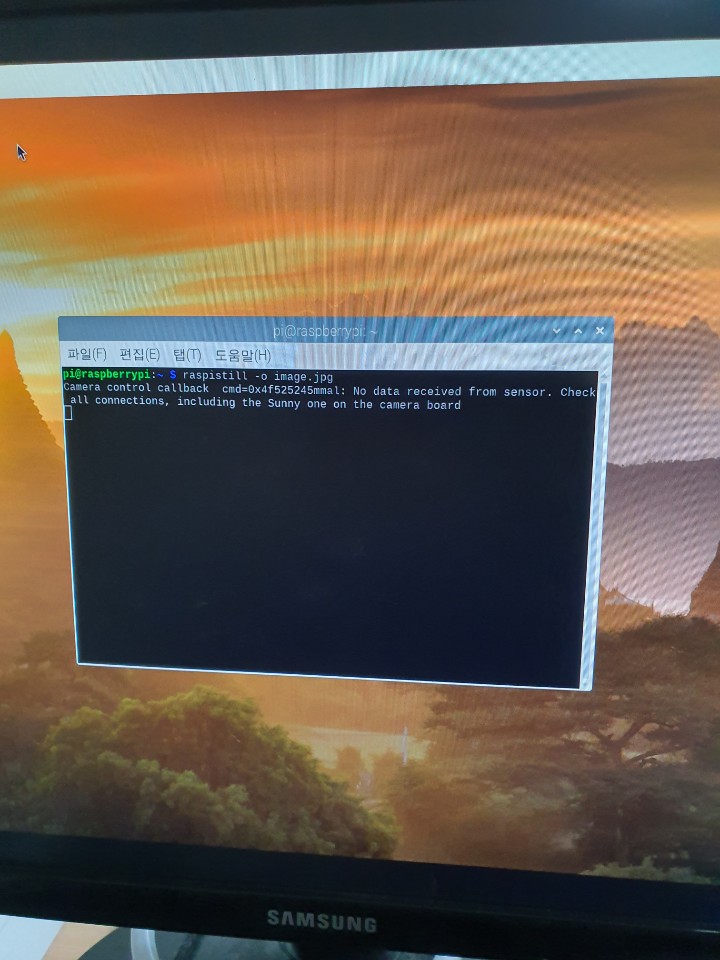 pi@raspberrypi: ~
파일(F) 편집(E) 탭(T) 도움말(H)
pi@raspberrypi:~ $ raspistill -o image.jpg
Camera control callback  cmd=0x4f525245mmal: No data received from sensor. Check
 all connections, including the Sunny one on the camera board
SAMSUNG